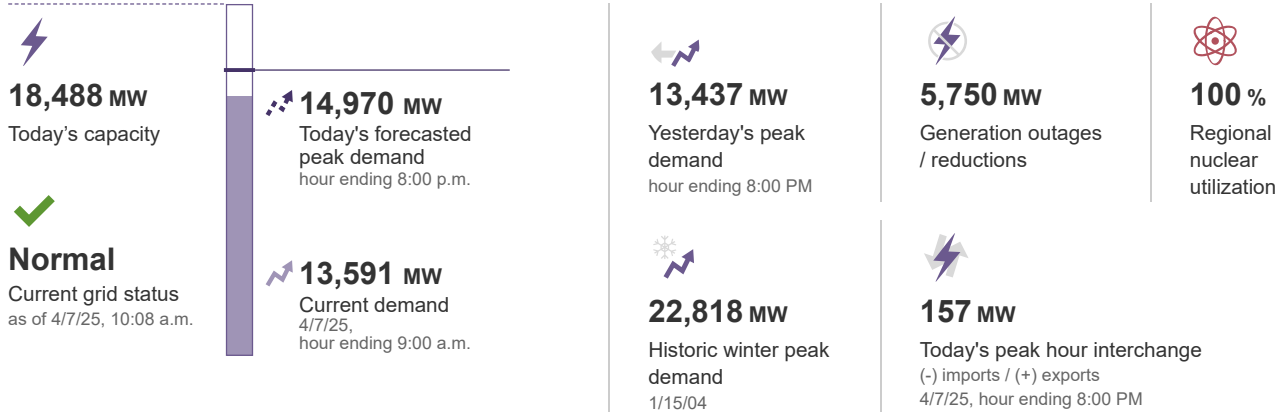 18,488 MW
Today's capacity
Normal
Current grid status
as of 4/7/25, 10:08 a.m.
14,970 MW
Today's forecasted
peak demand
hour ending 8:00 p.m.
13,591 MW
Current demand
4/7/25,
hour ending 9:00 a.m.
13,437 MW
Yesterday's peak
demand
hour ending 8:00 PM
5,750 MW
Generation outages
/ reductions
100 %
Regional
nuclear
utilization
22,818 MW
Historic winter peak
demand
1/15/04
157 MW
Today's peak hour interchange
(-) imports / (+) exports
4/7/25, hour ending 8:00 PM